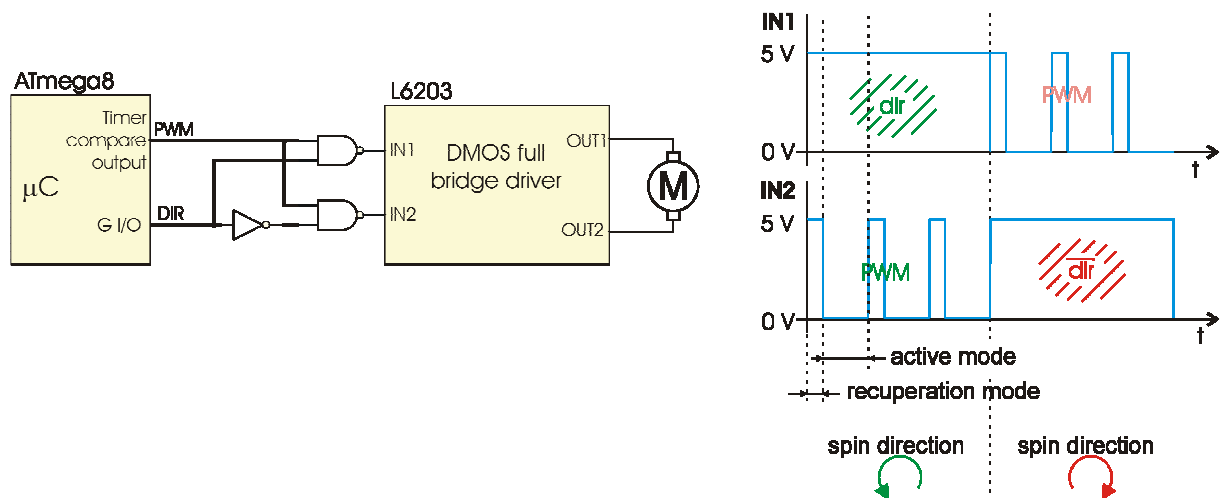 ATmega8
Timer
compare
output
µC
G I/O
PWM
DIR
L6203
IN1
IN2
DMOS full
bridge driver
OUT1
OUT2
M
IN1
5 V
0 V
dIr
PWM
t
IN2
5 V
0 V
PWM
dIr
t
active mode
recuperation mode
spin direction
spin direction